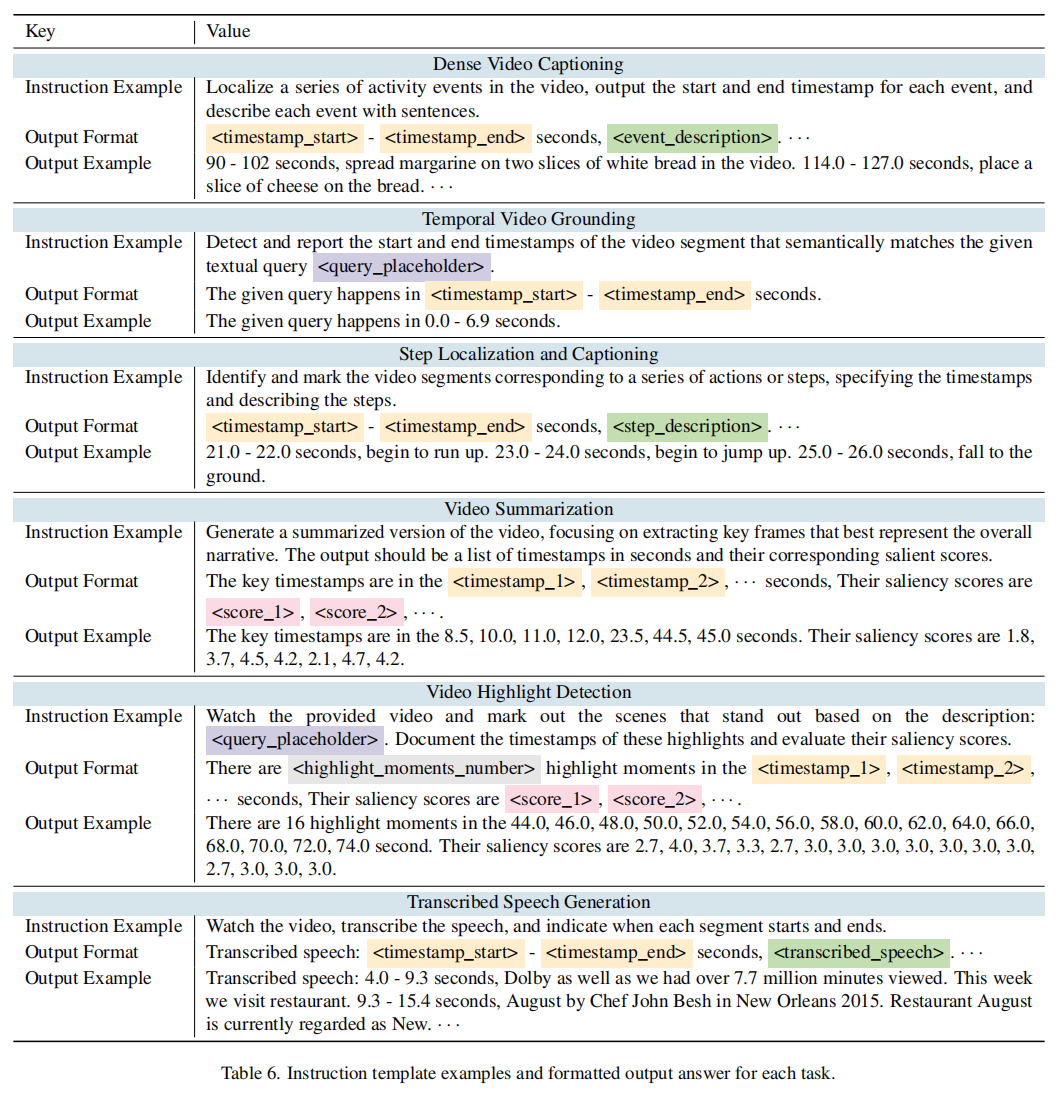 Key Value
Dense Video Captioning
Instruction Example Localize a series of activity events in the video, output the start and end timestamp for each event, and
describe each event with sentences.
Output Format <timestamp_start> - <timestamp_end> seconds, <event_description> . ···
Output Example 90 - 102 seconds, spread margarine on two slices of white bread in the video. 114.0 - 127.0 seconds, place a
slice of cheese on the bread. ···
Temporal Video Grounding
Instruction Example Detect and report the start and end timestamps of the video segment that semantically matches the given
textual query <query_placeholder> .
Output Format The given query happens in <timestamp_start> - <timestamp_end> seconds.
Output Example The given query happens in 0.0 - 6.9 seconds.
Step Localization and Captioning
Instruction Example Identify and mark the video segments corresponding to a series of actions or steps, specifying the timestamps
and describing the steps.
Output Format <timestamp_start> - <timestamp_end> seconds, <step_description> . ···
Output Example 21.0 - 22.0 seconds, begin to run up. 23.0 - 24.0 seconds, begin to jump up. 25.0 - 26.0 seconds, fall to the
ground.
Video Summarization
Instruction Example Generate a summarized version of the video, focusing on extracting key frames that best represent the overall
narrative. The output should be a list of timestamps in seconds and their corresponding salient scores.
Output Format The key timestamps are in the <timestamp_1> , <timestamp_2> , ··· seconds, Their saliency scores are
<score_1> , <score_2> , ··· .
Output Example The key timestamps are in the 8.5, 10.0, 11.0, 12.0, 23.5, 44.5, 45.0 seconds. Their saliency scores are 1.8,
3.7, 4.5, 4.2, 2.1, 4.7, 4.2.
Video Highlight Detection
Instruction Example Watch the provided video and mark out the scenes that stand out based on the description:
<query_placeholder> . Document the timestamps of these highlights and evaluate their saliency scores.
Output Format There are <highlight_moments_number> highlight moments in the <timestamp_1> , <timestamp_2> ,
··· seconds, Their saliency scores are <score_1> , <score_2> , ··· .
Output Example There are 16 highlight moments in the 44.0, 46.0, 48.0, 50.0, 52.0, 54.0, 56.0, 58.0, 60.0, 62.0, 64.0, 66.0,
68.0, 70.0, 72.0, 74.0 second. Their saliency scores are 2.7, 4.0, 3.7, 3.3, 2.7, 3.0, 3.0, 3.0, 3.0, 3.0, 3.0, 3.0,
2.7, 3.0, 3.0, 3.0.
Transcribed Speech Generation
Instruction Example Watch the video, transcribe the speech, and indicate when each segment starts and ends.
Output Format Transcribed speech: <timestamp_start> - <timestamp_end> seconds, <transcribed_speech> . ···
Output Example Transcribed speech: 4.0 - 9.3 seconds, Dolby as well as we had over 7.7 million minutes viewed. This week
we visit restaurant. 9.3 - 15.4 seconds, August by Chef John Besh in New Orleans 2015. Restaurant August
is currently regarded as New. ···
Table 6. Instruction template examples and formatted output answer for each task.